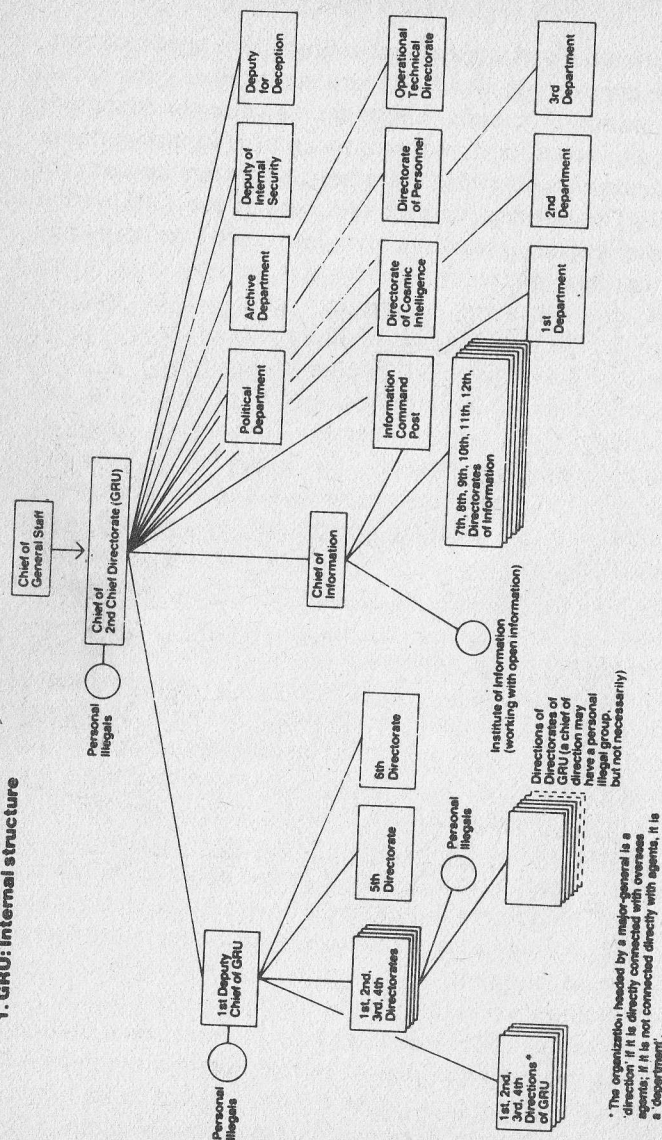 1. GRU: Internal structure
Chief of
General Staff
Personal
Illegals
Chief of
2nd Chief Directorate (GRU)
Personal
Illegals
1st Deputy
Chief of GRU
Chief of
Information
Political
Department
Archive
Department
Deputy of
Internal
Security
Deputy
for
Deception
1st, 2nd,
3rd, 4th
Directorates
5th
Directorate
6th
Directorate
Information
Command
Post
Directorate
of Cosmic
Intelligence
Directorate
of Personnel
Operational
Technical
Directorate
1st, 2nd,
3rd, 4th
Directions*
of GRU
Personal
Illegals
Institute of Information
(working with open information)
7th, 8th, 9th, 10th, 11th, 12th,
Directorates
of Information
1st
Department
2nd
Department
3rd
Department
Directions of
Directorates of
GRU (a chief of
direction may
have a personal
illegal group,
but not necessarily)
* The organization headed by a major-general is a
'direction' if it is directly connected with overseas
agents; if it is not connected directly with agents, it is
a 'department'.